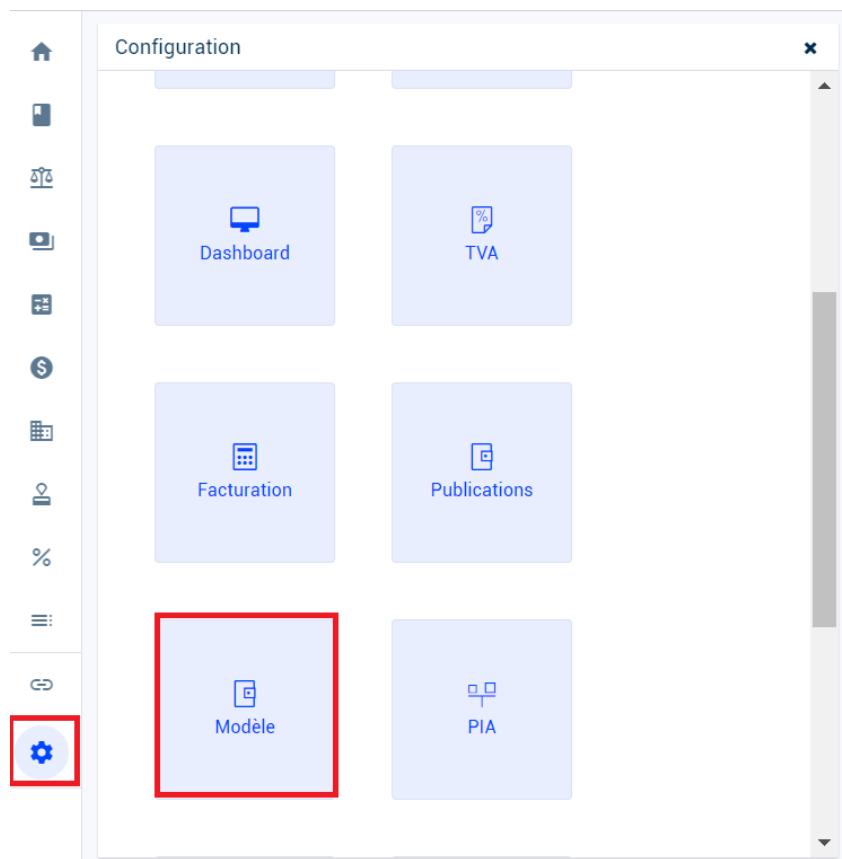 Configuration
Dashboard
TVA
Facturation
Publications
Modèle
PIA